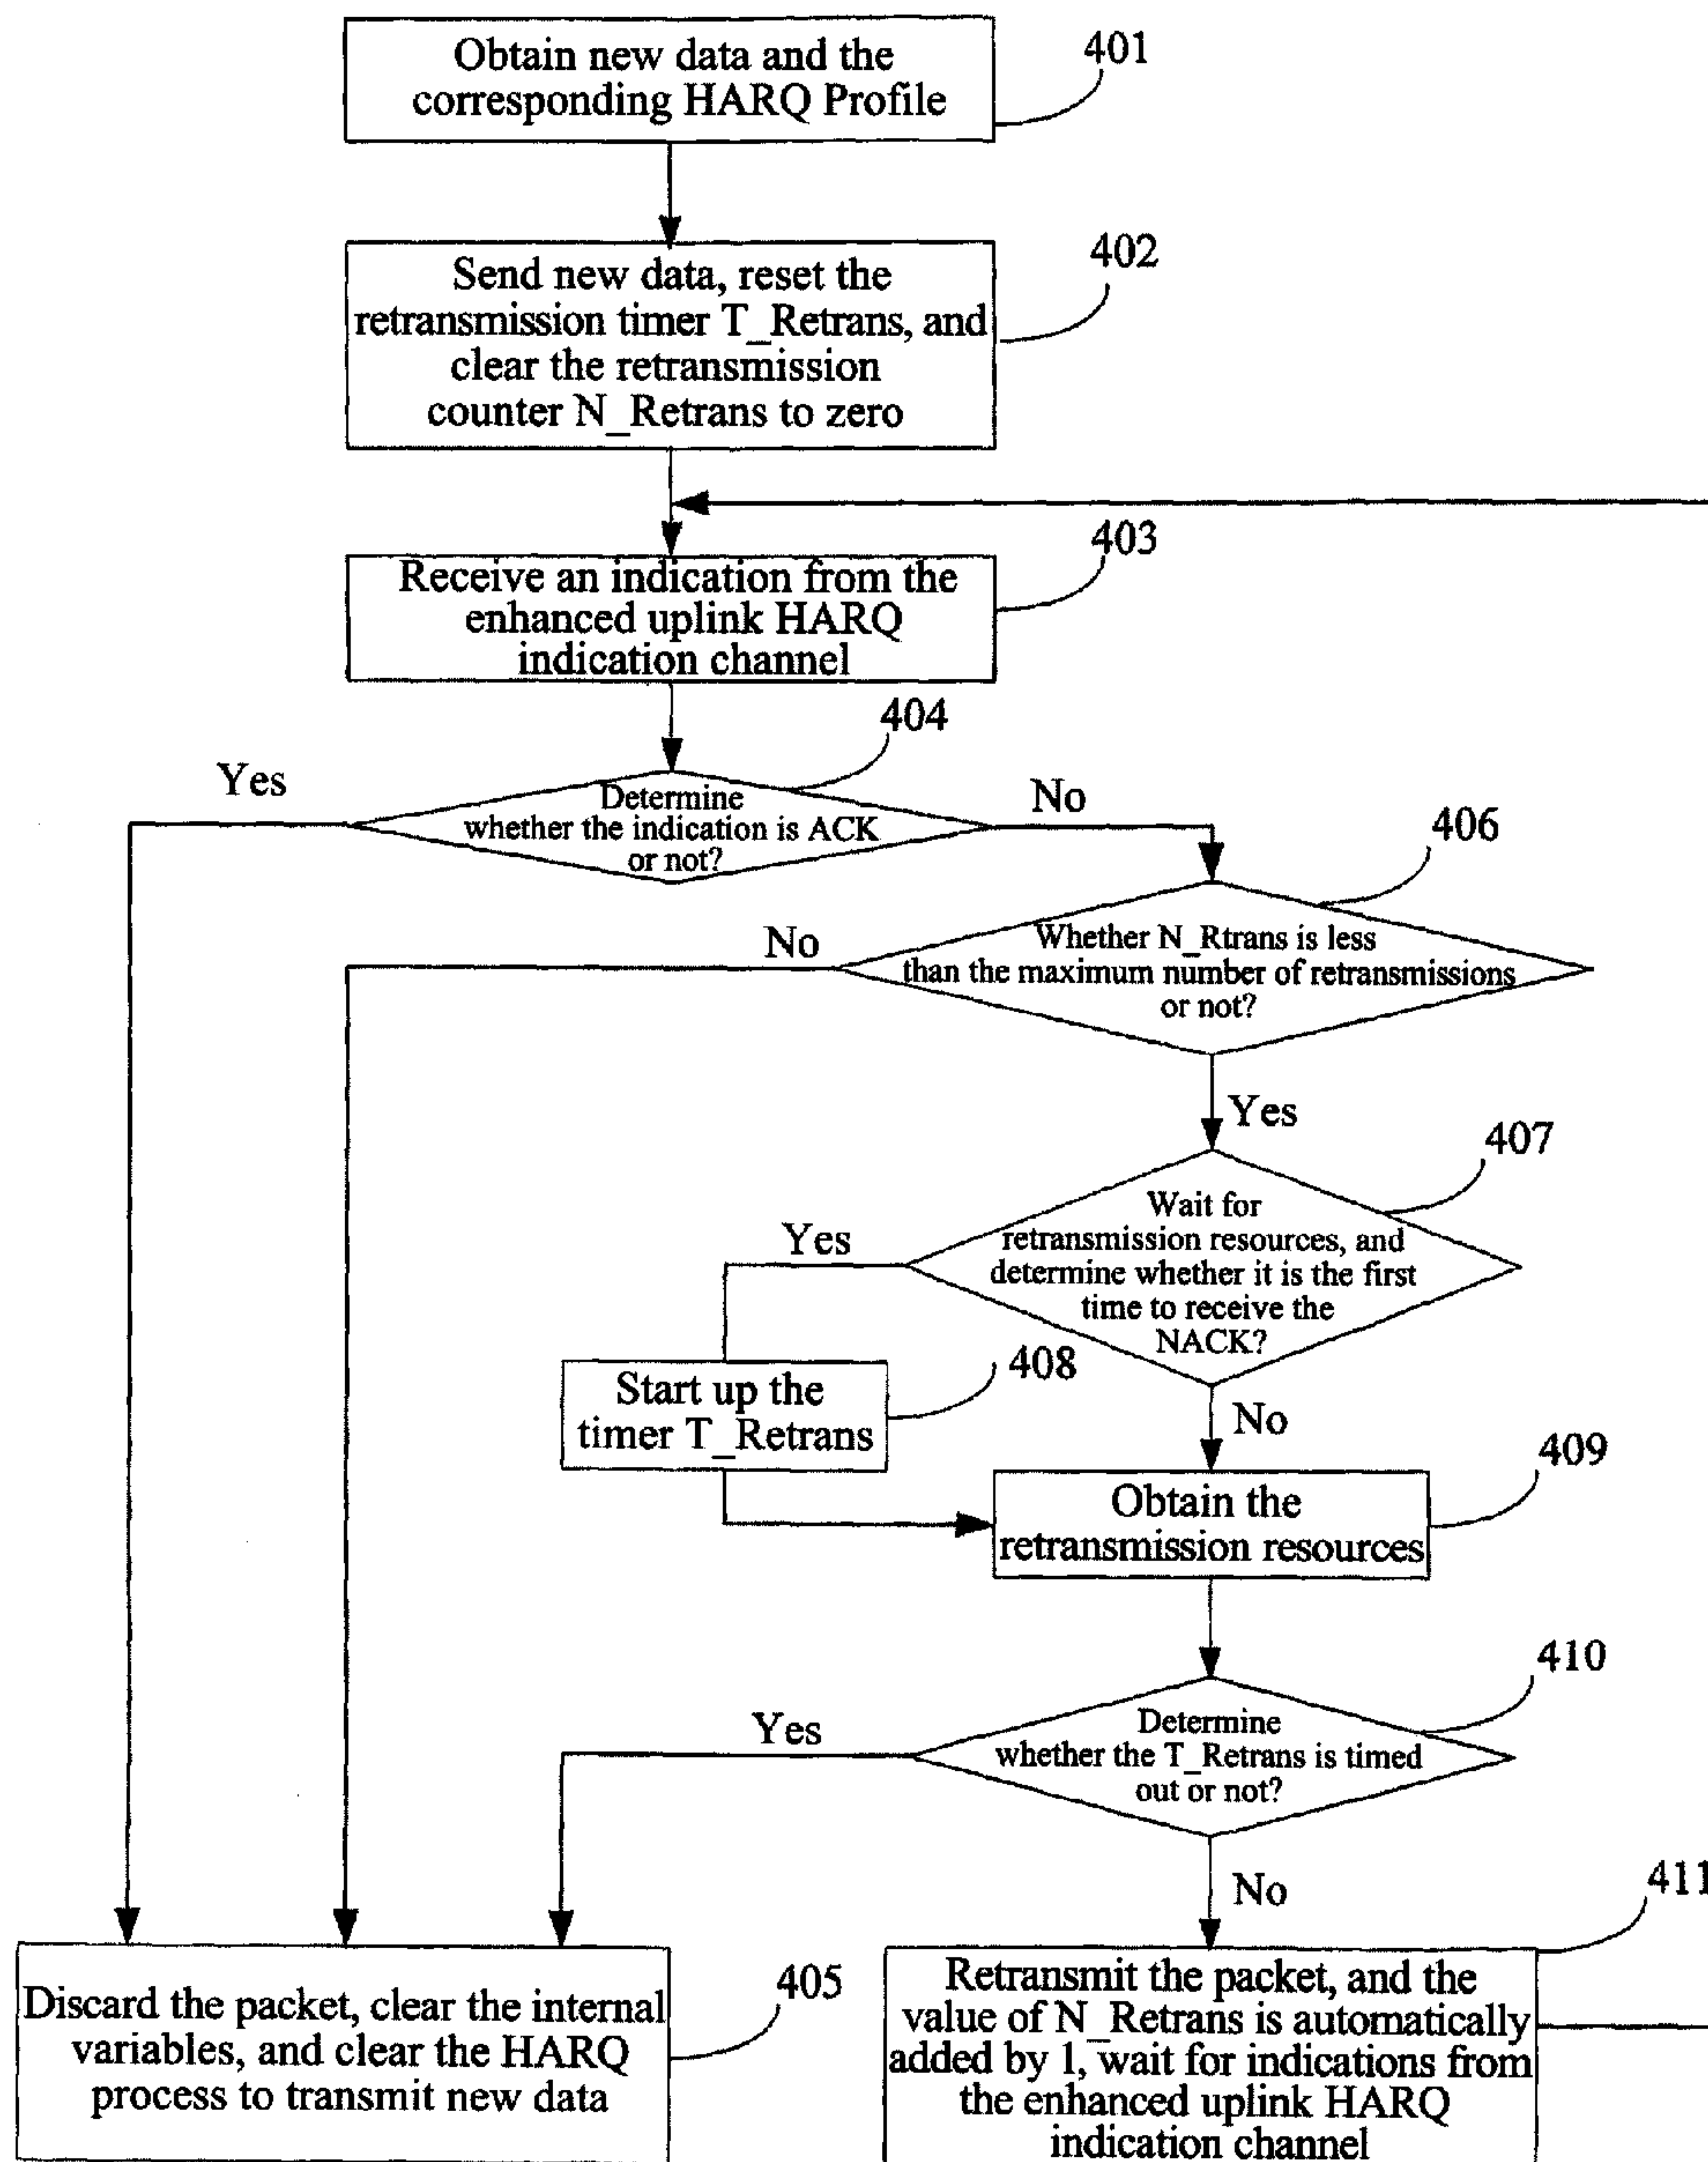 Obtain new data and the
corresponding HARQ Profile
401
Send new data, reset the
retransmission timer T_Retrans, and
clear the retransmission
counter N_Retrans to zero
402
Receive an indication from the
enhanced uplink HARQ
indication channel
403
404
Yes
Determine
whether the indication is ACK
or not?
No
406
No
Whether N_Rtrans is less
than the maximum number of retransmissions
or not?
Yes
407
Yes
Wait for
retransmission resources, and
determine whether it is the first
time to receive the
NACK?
Start up the
timer T_Retrans
408
No
409
Obtain the
retransmission resources
410
Yes
Determine
whether the T_Retrans is timed
out or not?
No
411
Discard the packet, clear the internal
variables, and clear the HARQ
process to transmit new data
405
Retransmit the packet, and the
value of N_Retrans is automatically
added by 1, wait for indications from
the enhanced uplink HARQ
indication channel